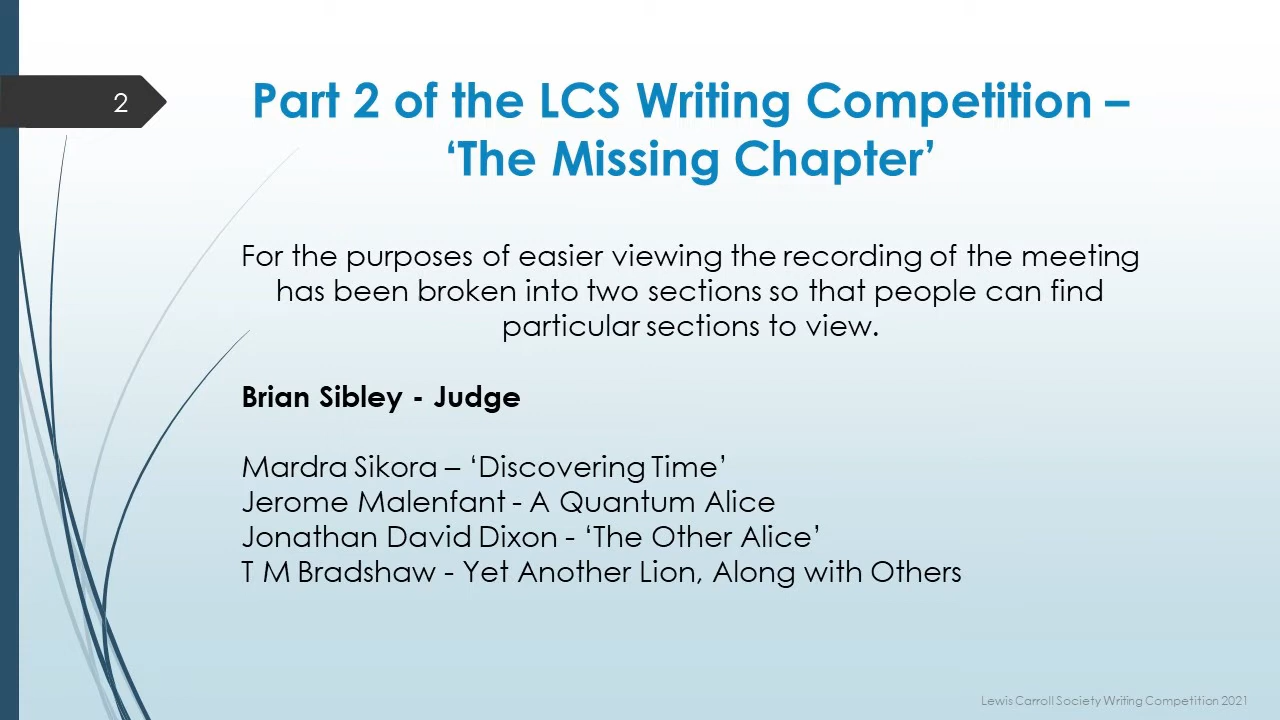 2
Part 2 of the LCS Writing Competition –
‘The Missing Chapter’
For the purposes of easier viewing the recording of the meeting
has been broken into two sections so that people can find
particular sections to view.
Brian Sibley - Judge
Mardra Sikora – ‘Discovering Time’
Jerome Malenfant - A Quantum Alice
Jonathan David Dixon - ‘The Other Alice’
T M Bradshaw - Yet Another Lion, Along with Others
Lewis Carroll Society Writing Competition 2021